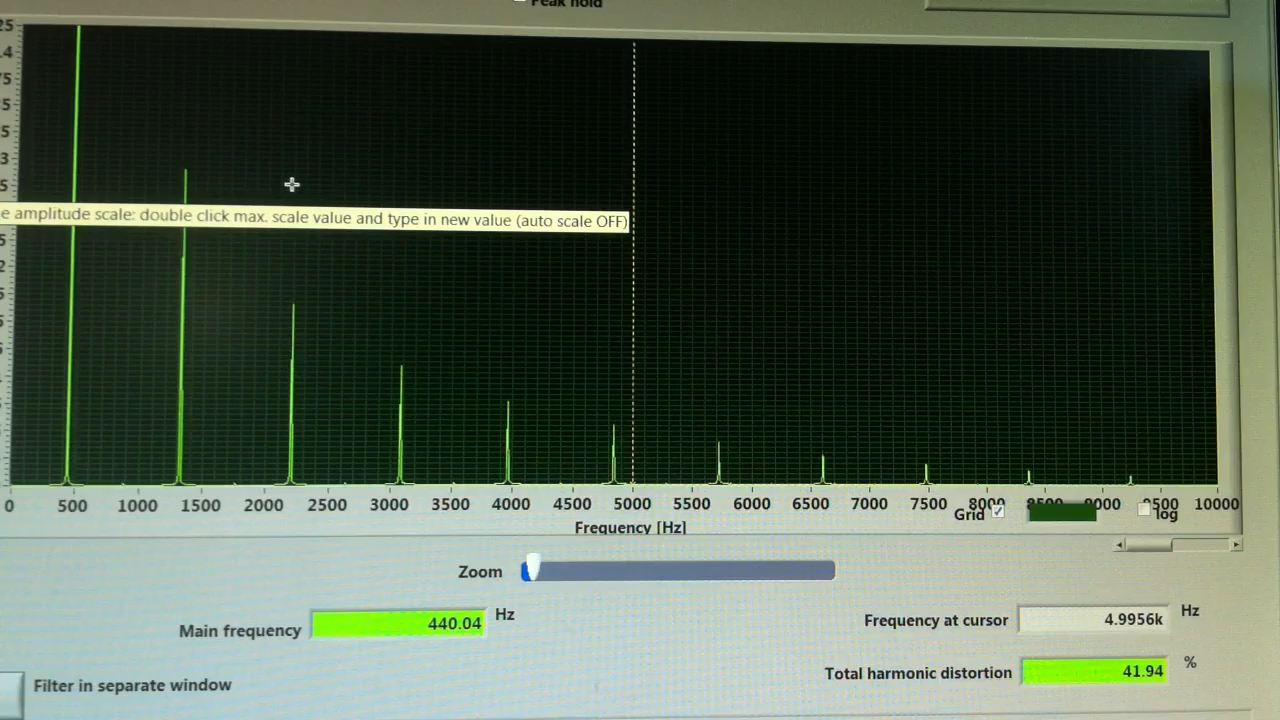 Peak hold
e amplitude scale: double click max. scale value and type in new value (auto scale OFF)
0 500 1000 1500 2000 2500 3000 3500 4000 4500 5000 5500 6000 6500 7000 7500 10000
Grid log
Frequency [Hz]
Zoom
Main frequency 440.04 Hz
Frequency at cursor 4.9956k Hz
Total harmonic distortion 41.94 %
Filter in separate window